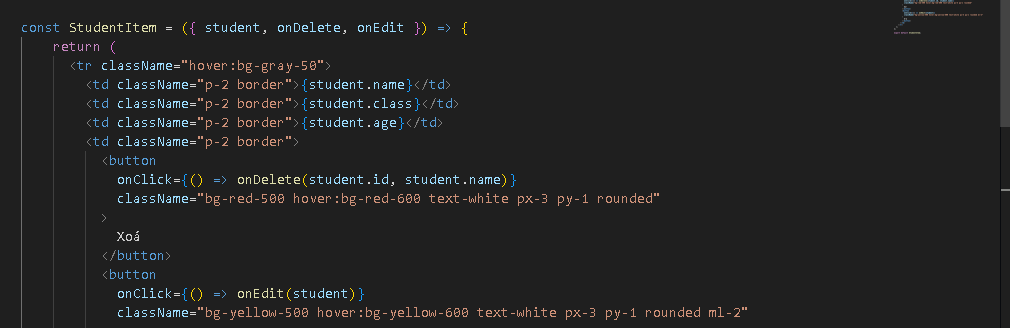 const StudentItem = ({ student, onDelete, onEdit }) => {
return (
<tr className="hover:bg-gray-50">
<td className="p-2 border">{student.name}</td>
<td className="p-2 border">{student.class}</td>
<td className="p-2 border">{student.age}</td>
<td className="p-2 border">
<button
onClick={() => onDelete(student.id, student.name)}
className="bg-red-500 hover:bg-red-600 text-white px-3 py-1 rounded"
>
Xoá
</button>
<button
onClick={() => onEdit(student)}
className="bg-yellow-500 hover:bg-yellow-600 text-white px-3 py-1 rounded ml-2"